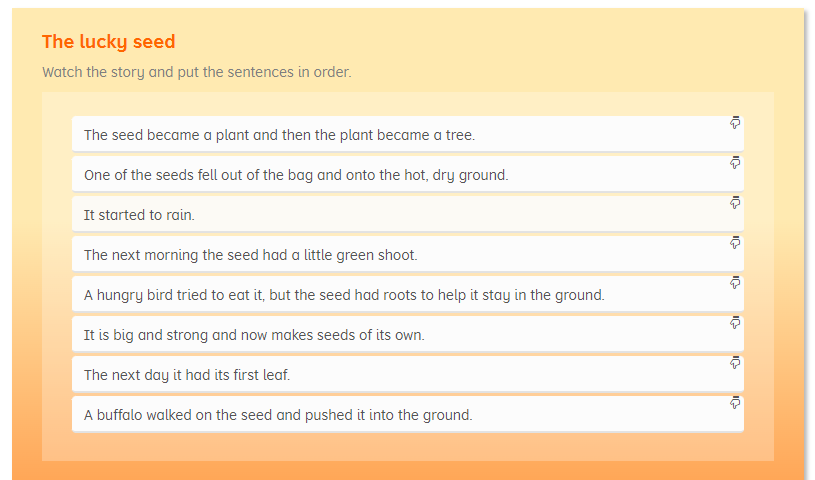 The lucky seed
Watch the story and put the sentences in order.
The seed became a plant and then the plant became a tree.
One of the seeds fell out of the bag and onto the hot, dry ground.
It started to rain.
The next morning the seed had a little green shoot.
A hungry bird tried to eat it, but the seed had roots to help it stay in the ground.
It is big and strong and now makes seeds of its own.
The next day it had its first leaf.
A buffalo walked on the seed and pushed it into the ground.